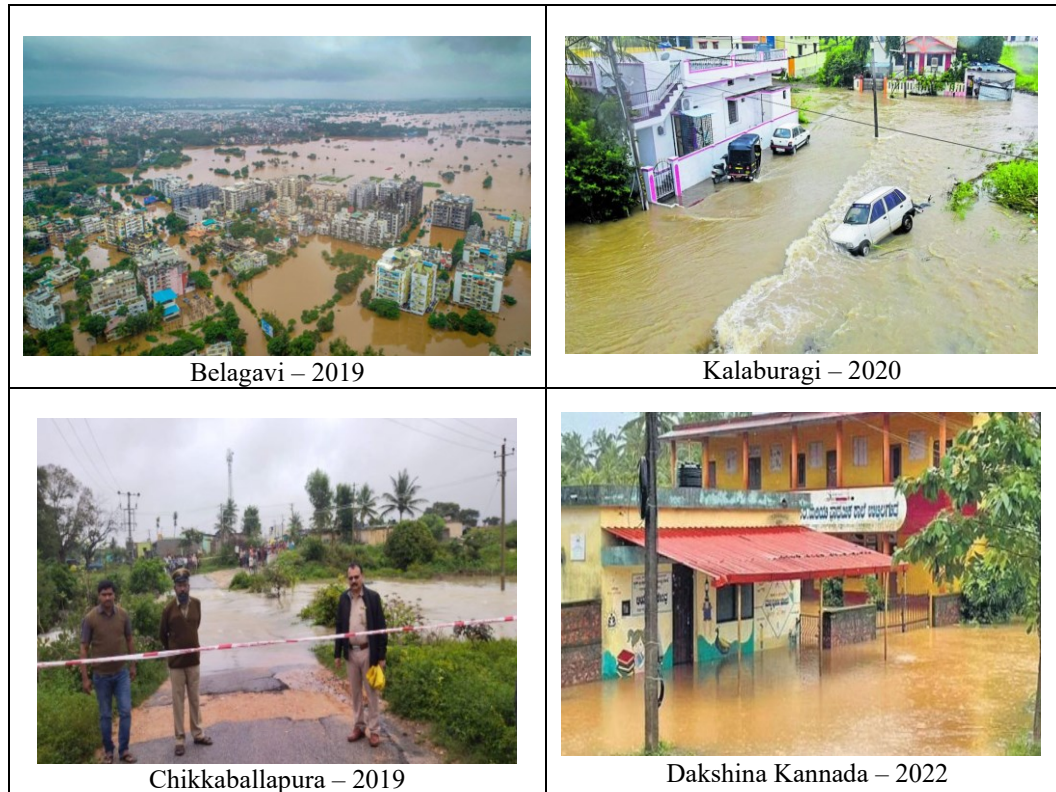 Belagavi – 2019
Kalaburagi – 2020
Chikkaballapura – 2019
Dakshina Kannada – 2022